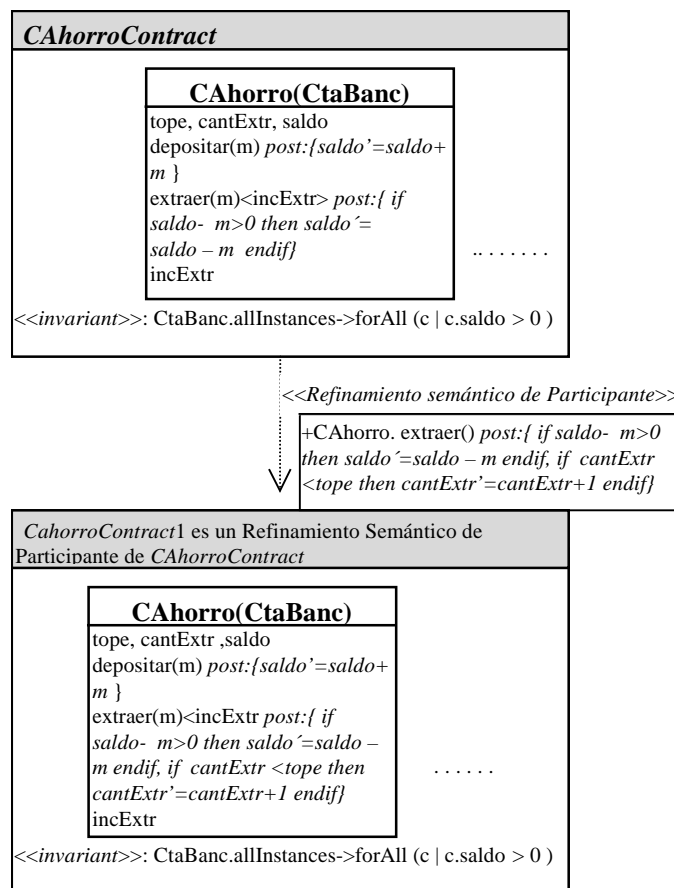 CAhorroContract
CAhorro(CtaBanc)
tope, cantExtr, saldo
depositar(m) post:{saldo’=saldo+
m }
extraer(m)<incExtr> post:{ if
saldo- m>0 then saldo´=
saldo – m endif}
incExtr
.. . . . . . .
<<invariant>>: CtaBanc.allInstances->forAll (c | c.saldo > 0 )
<<Refinamiento semántico de Participante>>
+CAhorro. extraer() post:{ if saldo- m>0
then saldo´=saldo – m endif, if cantExtr
<tope then cantExtr’=cantExtr+1 endif}
CahorroContract1 es un Refinamiento Semántico de
Participante de CAhorroContract
CAhorro(CtaBanc)
tope, cantExtr ,saldo
depositar(m) post:{saldo’=saldo+
m }
extraer(m)<incExtr post:{ if
saldo- m>0 then saldo´=saldo –
m endif, if cantExtr <tope then
cantExtr’=cantExtr+1 endif}
incExtr
. . . . . .
<<invariant>>: CtaBanc.allInstances->forAll (c | c.saldo > 0 )